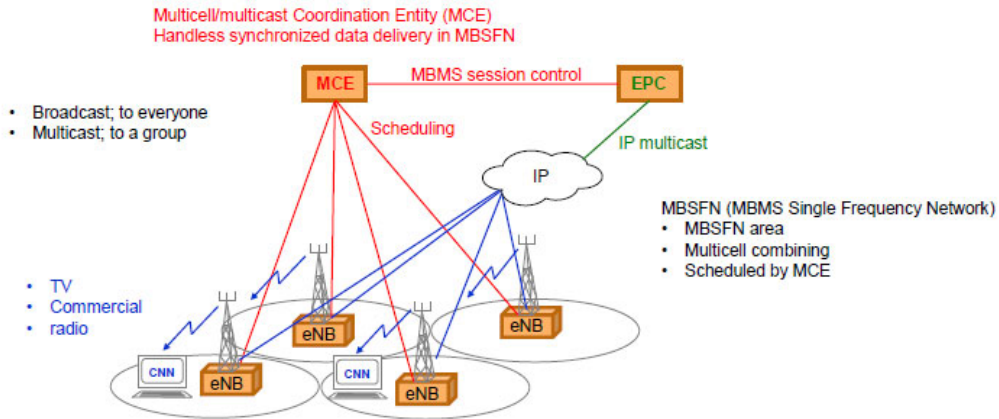 Multicell/multicast Coordination Entity (MCE)
Handless synchronized data delivery in MBSFN
MCE
MBMS session control
EPC
• Broadcast; to everyone
• Multicast; to a group
Scheduling
IP multicast
IP
MBSFN (MBMS Single Frequency Network)
• MBSFN area
• Multicell combining
• Scheduled by MCE
• TV
• Commercial
• radio
eNB
eNB
CNN
eNB
CNN
eNB